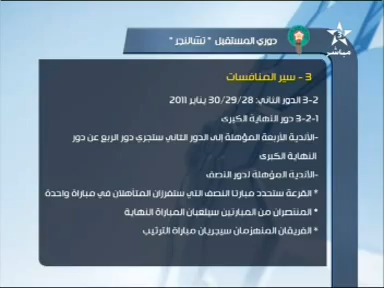 دوري المستقبل " تشالنجر "
3
مباشر
3 - سير المنافسات
3-2 الدور الثاني: 30/29/28 يناير 2011
3-2-1 دور النهاية الكبرى
-الأندية الأربعة المؤهلة إلى الدور الثاني ستجري دور الربع عن دور
النهاية الكبرى
-الأندية المؤهلة لدور النصف
* القرعة ستحدد مبارتا النصف التي ستفرزان المتأهلان في مباراة واحدة
* المنتصران من المبارتين سيلعبان المباراة النهاية
* الفريقان المنهزمان سيجريان مباراة الترتيب